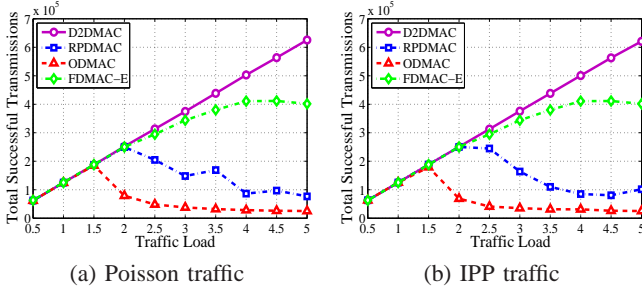 x 10^5
Total Successful Transmissions
7
6
5
4
3
2
1
0
D2DMAC
RPDMAC
ODMAC
FDMAC-E
0.5 1 1.5 2 2.5 3 3.5 4 4.5 5
Traffic Load
(a) Poisson traffic
x 10^5
Total Successful Transmissions
7
6
5
4
3
2
1
0
D2DMAC
RPDMAC
ODMAC
FDMAC-E
0.5 1 1.5 2 2.5 3 3.5 4 4.5 5
Traffic Load
(b) IPP traffic